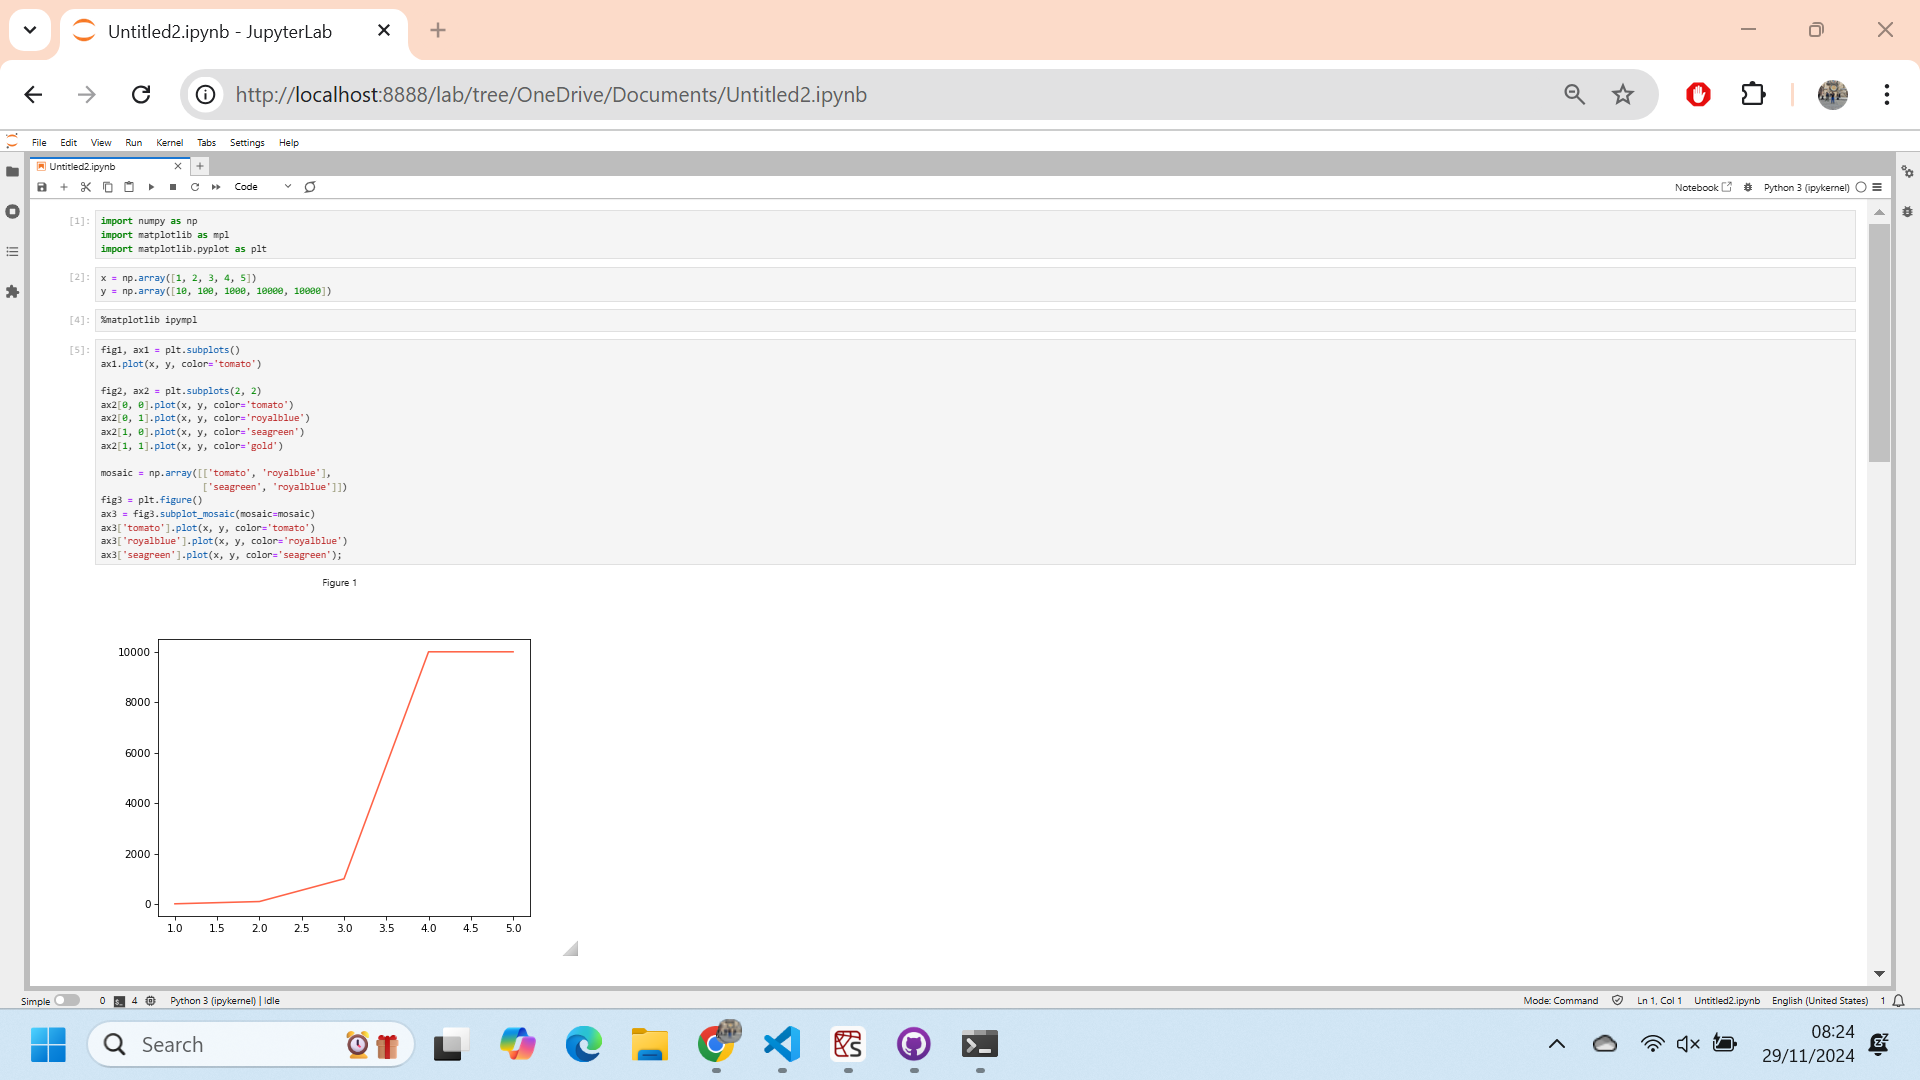 Untitled2.ipynb - JupyterLab
http://localhost:8888/lab/tree/OneDrive/Documents/Untitled2.ipynb
File Edit View Run Kernel Tabs Settings Help
Untitled2.ipynb
Code
Notebook
Python 3 (ipykernel)
[1]: import numpy as np
import matplotlib as mpl
import matplotlib.pyplot as plt
[2]: x = np.array([1, 2, 3, 4, 5])
y = np.array([10, 100, 1000, 10000, 10000])
[4]: %matplotlib ipympl
[5]: fig1, ax1 = plt.subplots()
ax1.plot(x, y, color='tomato')
fig2, ax2 = plt.subplots(2, 2)
ax2[0, 0].plot(x, y, color='tomato')
ax2[0, 1].plot(x, y, color='royalblue')
ax2[1, 0].plot(x, y, color='seagreen')
ax2[1, 1].plot(x, y, color='gold')
mosaic = np.array([['tomato', 'royalblue'],
['seagreen', 'royalblue']])
fig3 = plt.figure()
ax3 = fig3.subplot_mosaic(mosaic=mosaic)
ax3['tomato'].plot(x, y, color='tomato')
ax3['royalblue'].plot(x, y, color='royalblue')
ax3['seagreen'].plot(x, y, color='seagreen');
Figure 1
10000
8000
6000
4000
2000
0
1.0 1.5 2.0 2.5 3.0 3.5 4.0 4.5 5.0
Simple 0 4 Python 3 (ipykernel) | Idle
Mode: Command Ln 1, Col 1 Untitled2.ipynb English (United States) 1
Search
08:24
29/11/2024